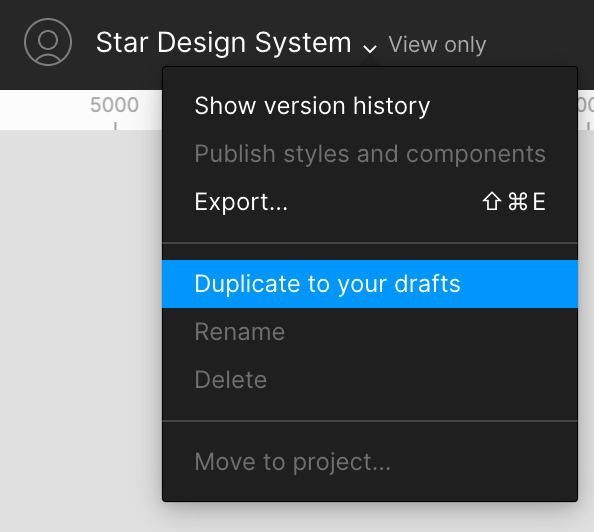 Star Design System View only
5000
Show version history
Publish styles and components
Export... ⇧⌘E
Duplicate to your drafts
Rename
Delete
Move to project...